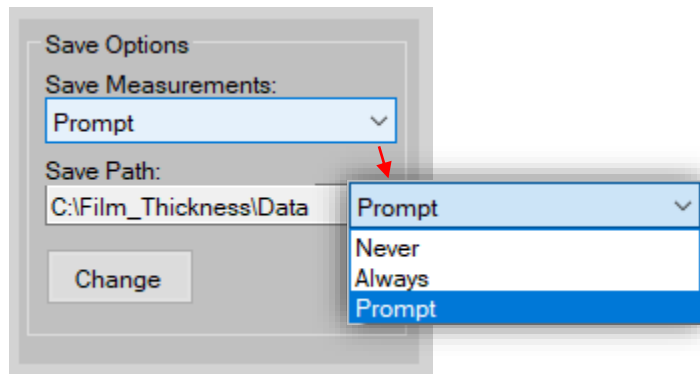 Save Options
Save Measurements:
Prompt
Save Path:
C:\Film_Thickness\Data
Change
Prompt
Never
Always
Prompt